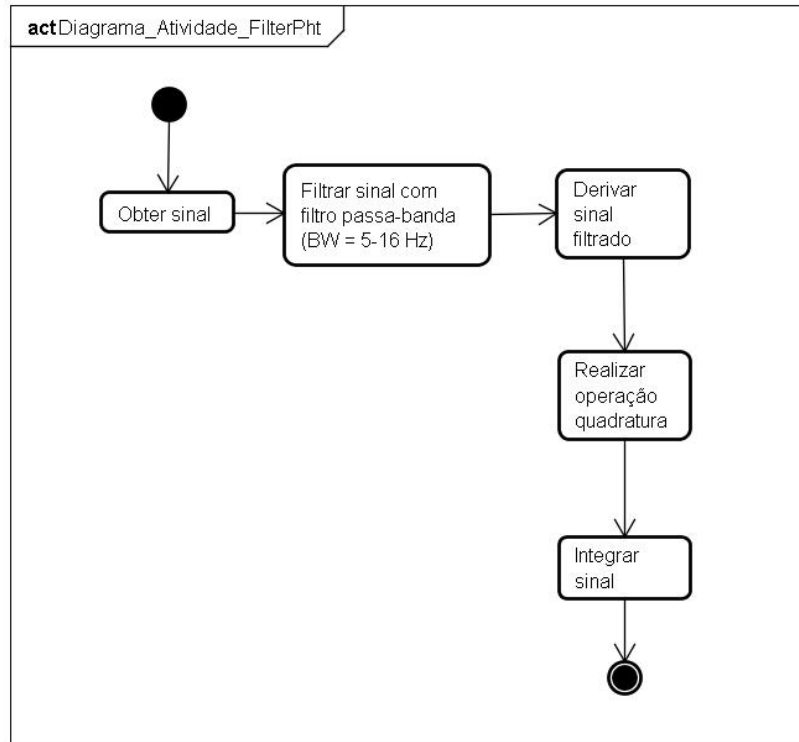 actDiagrama_Atividade_FilterPht
Obter sinal
Filtrar sinal com
filtro passa-banda
(BW = 5-16 Hz)
Derivar
sinal
filtrado
Realizar
operação
quadratura
Integrar
sinal